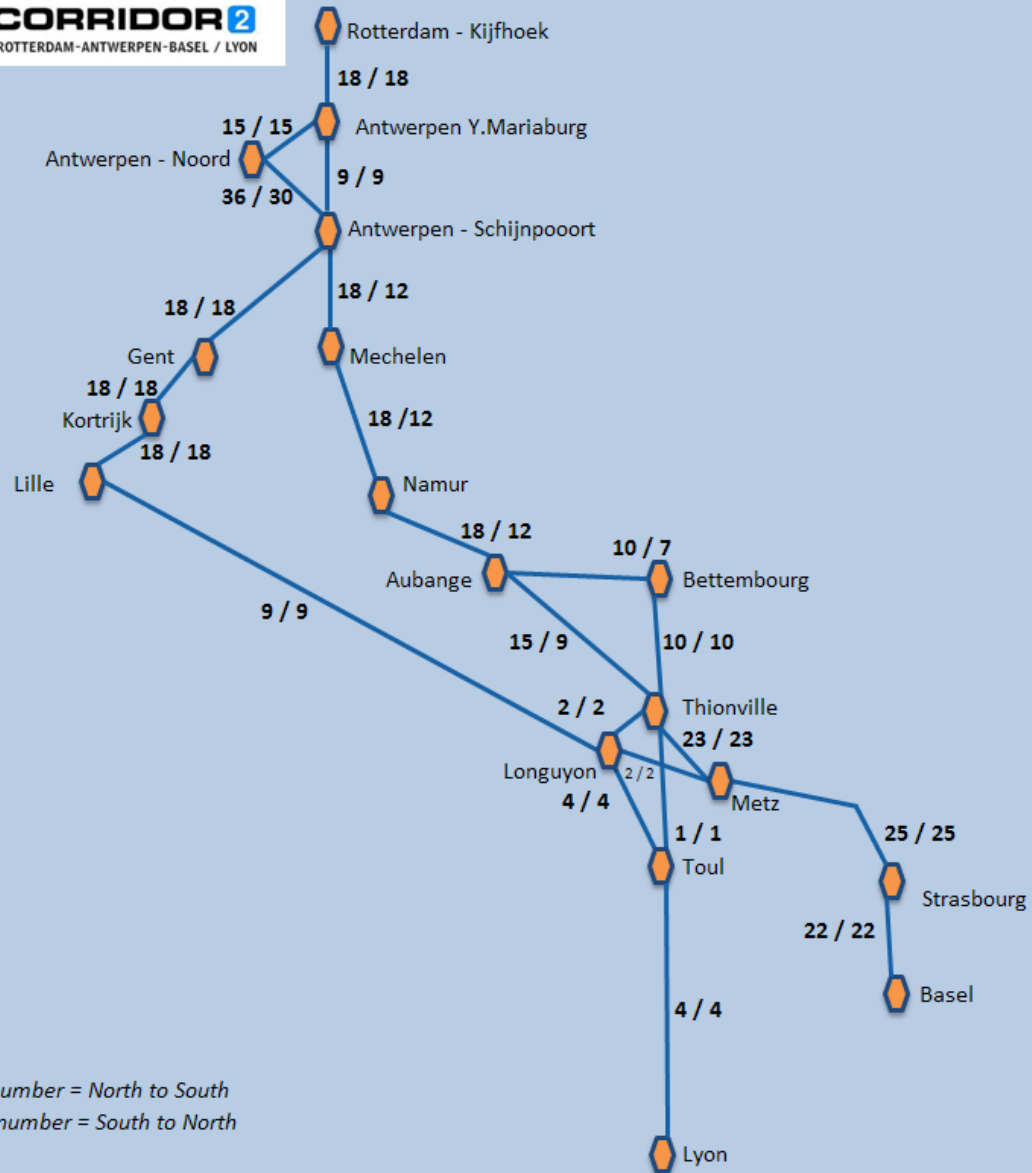 CORRIDOR 2
ROTTERDAM-ANTWERPEN-BASEL / LYON
Rotterdam - Kijfhoek
18 / 18
15 / 15
Antwerpen Y.Mariaburg
Antwerpen - Noord
9 / 9
36 / 30
Antwerpen - Schijnpooort
18 / 12
18 / 18
Gent
Mechelen
18 / 18
Kortrijk
18 /12
18 / 18
Lille
Namur
18 / 12
10 / 7
Aubange
Bettembourg
9 / 9
15 / 9
10 / 10
2 / 2
Thionville
23 / 23
Longuyon
2 / 2
4 / 4
Metz
1 / 1
25 / 25
Toul
Strasbourg
22 / 22
Basel
4 / 4
number = North to South
number = South to North
Lyon